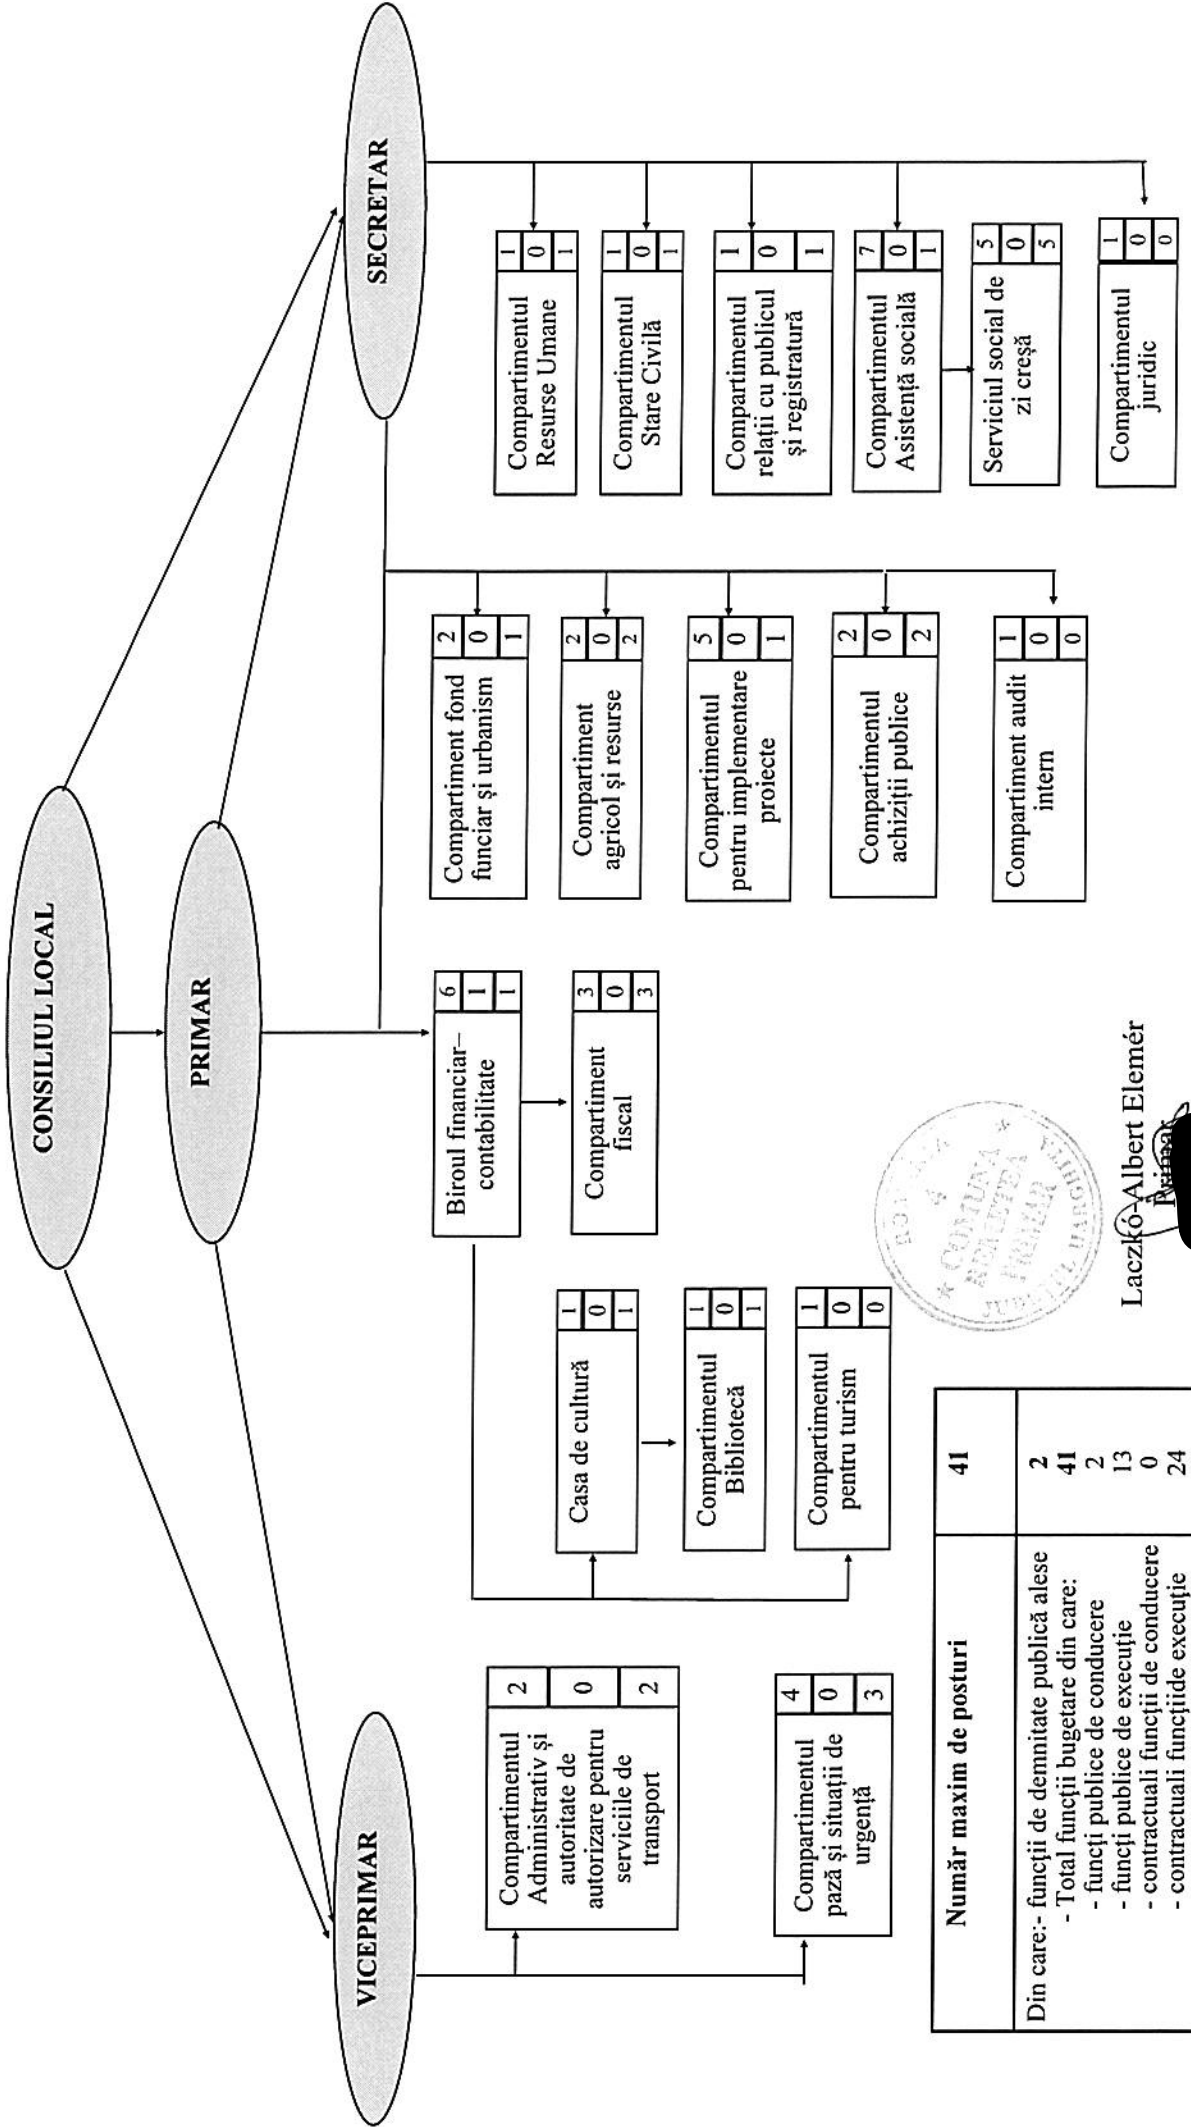 CONSILIUL LOCAL
PRIMAR
VICEPRIMAR
SECRETAR
Compartimentul
Administrativ și
autoritate de
autorizare pentru
serviciile de
transport
2
0
2
Compartimentul
pază și situații de
urgență
4
0
3
Biroul financiar–
contabilitate
6
1
1
Compartiment
fiscal
3
0
3
Casa de cultură
1
0
1
Compartimentul
Bibliotecă
1
0
1
Compartimentul
pentru turism
1
0
0
Compartiment fond
funciar și urbanism
2
0
1
Compartiment
agricol și resurse
2
0
2
Compartimentul
pentru implementare
proiecte
5
0
1
Compartimentul
achiziții publice
2
0
2
Compartiment audit
intern
1
0
0
Compartimentul
Resurse Umane
1
0
1
Compartimentul
Stare Civilă
1
0
1
Compartimentul
relații cu publicul
și registratură
1
0
1
Compartimentul
Asistență socială
7
0
1
Serviciul social de
zi creșă
5
0
5
Compartimentul
juridic
1
0
0
Număr maxim de posturi 41
Din care:- funcții de demnitate publică alese 2
- Total funcții bugetare din care: 41
- funcți publice de conducere 2
- funcți publice de execuție 13
- contractuali funcții de conducere 0
- contractuali funcțiide execuție 24
COMUNA
REMETEA
PRIMAR
JUDEȚUL HARGHITA
4
Laczkó-Albert Elemér
Primar